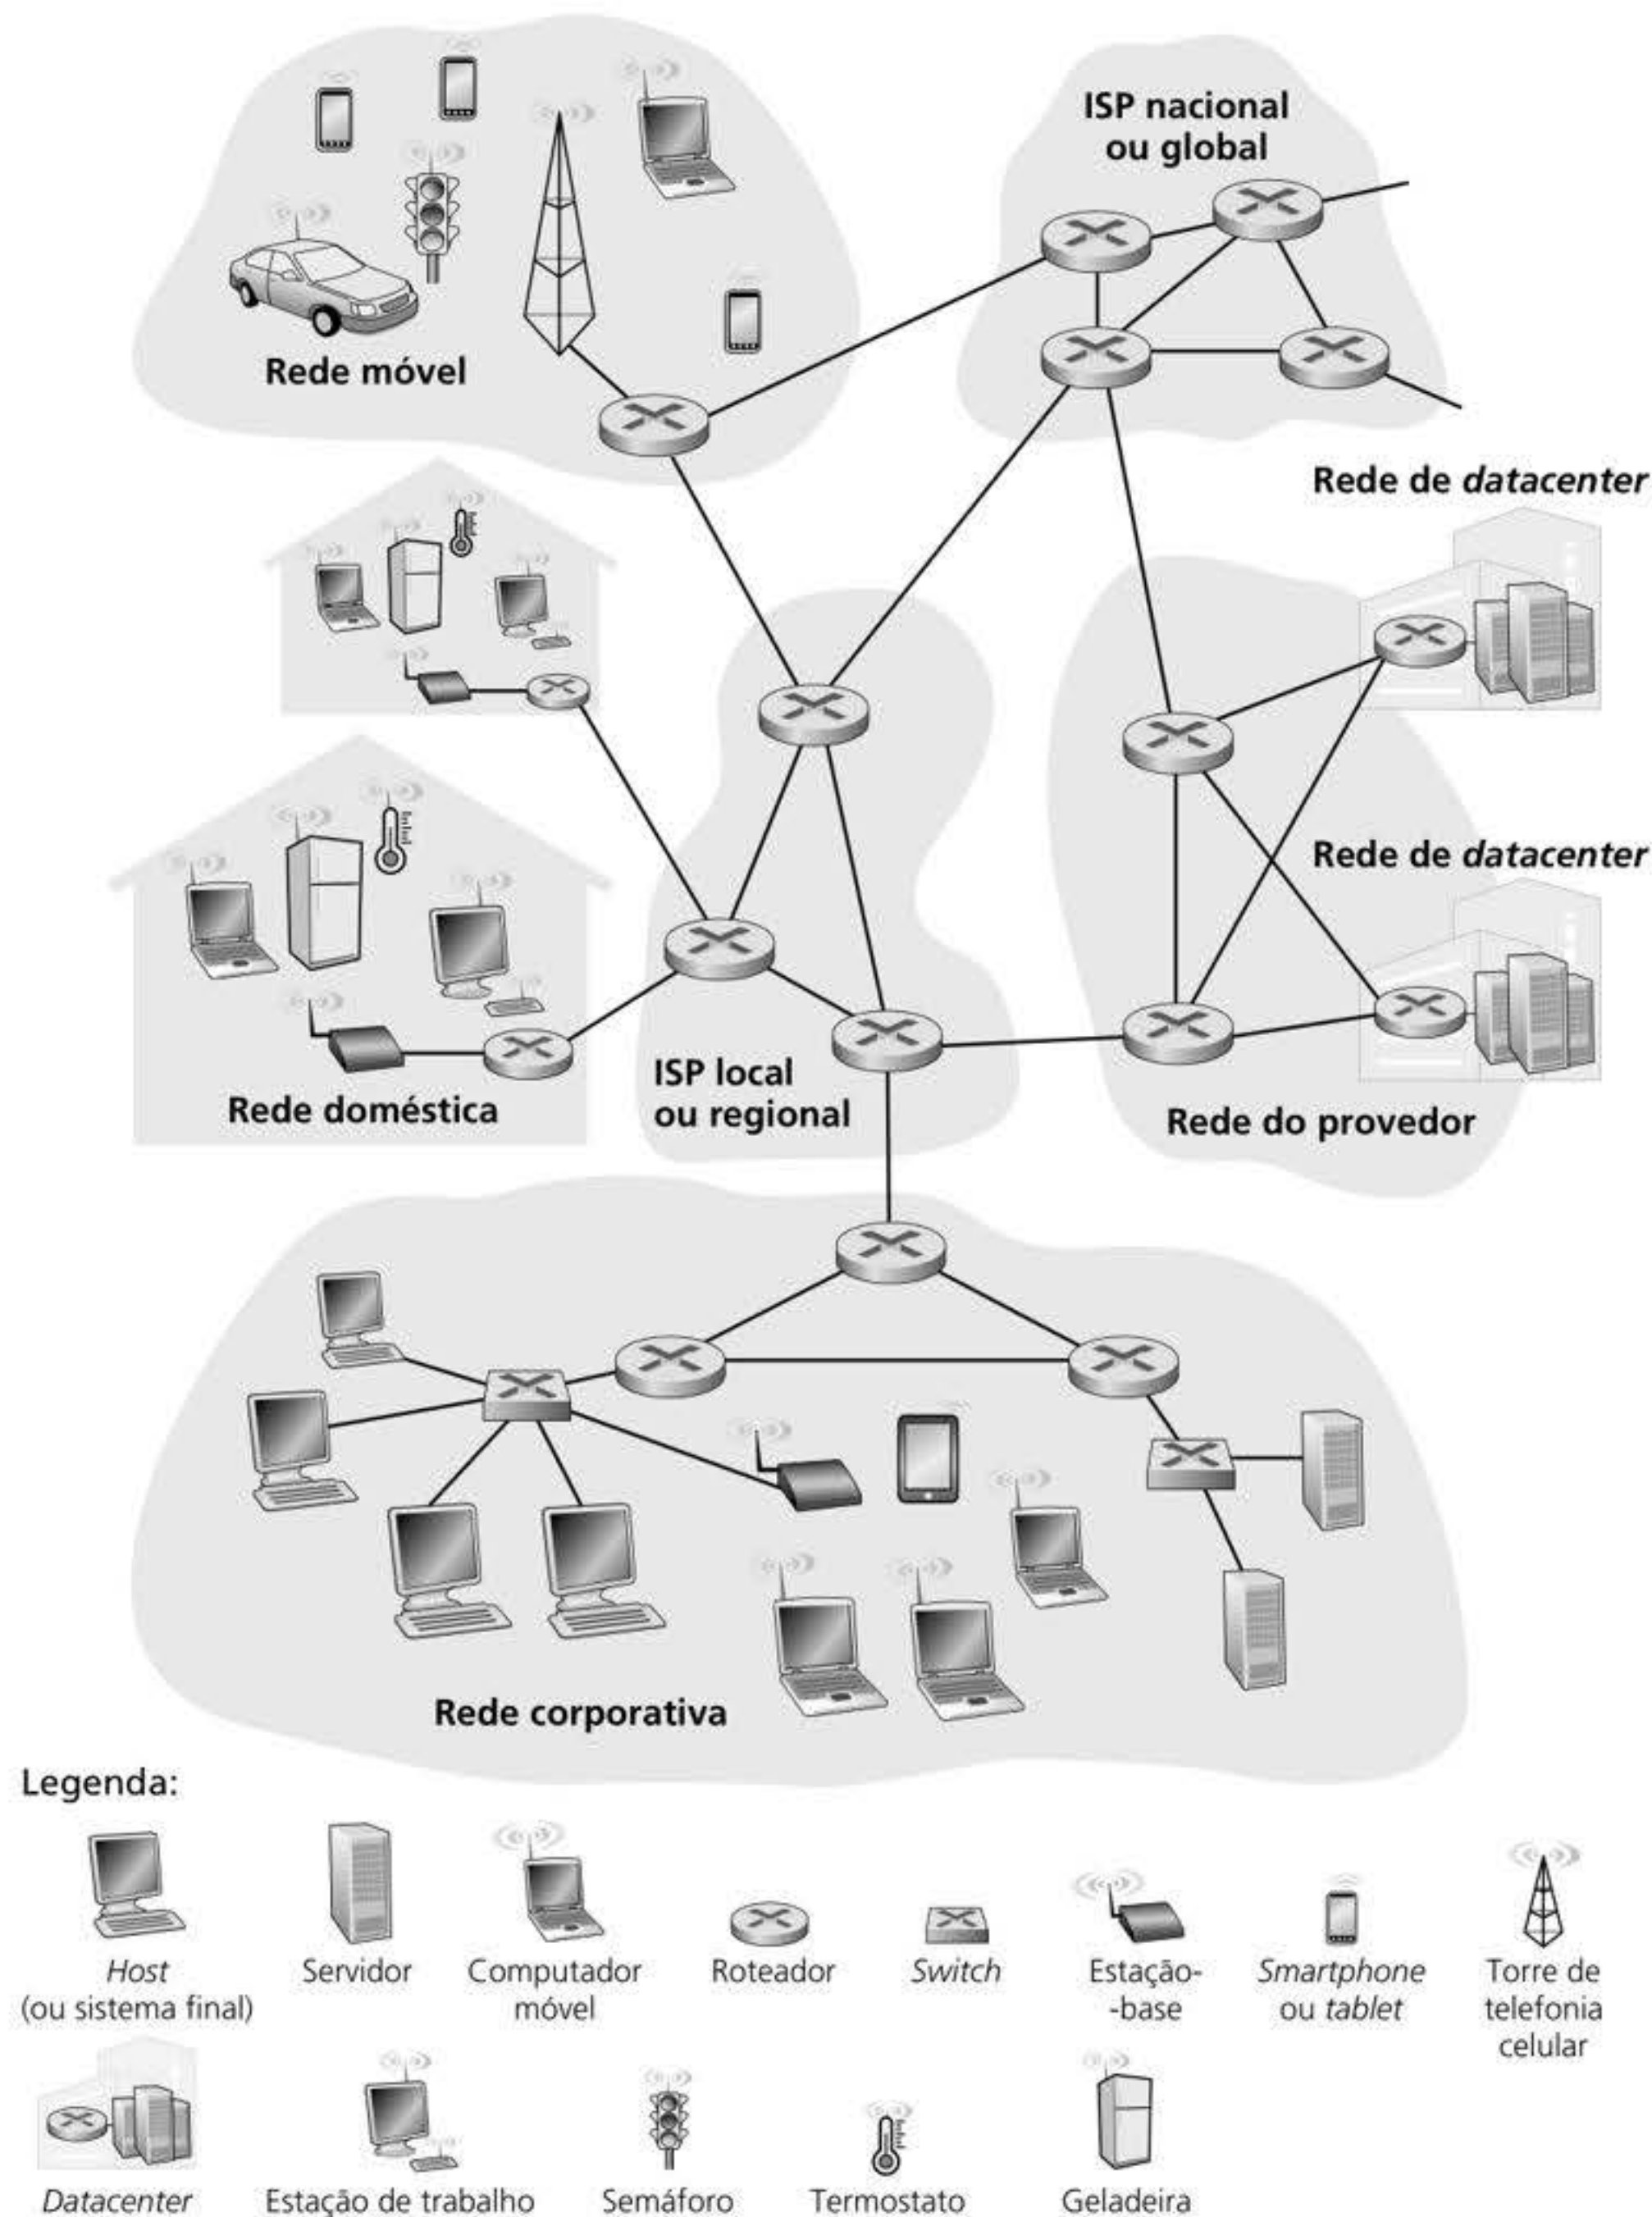 ISP nacional
ou global
Rede móvel
Rede de datacenter
Rede de datacenter
ISP local
ou regional
Rede doméstica
Rede do provedor
Rede corporativa
Legenda:
Host
(ou sistema final)
Servidor
Computador
móvel
Roteador
Switch
Estação-
-base
Smartphone
ou tablet
Torre de
telefonia
celular
Datacenter
Estação de trabalho
Semáforo
Termostato
Geladeira